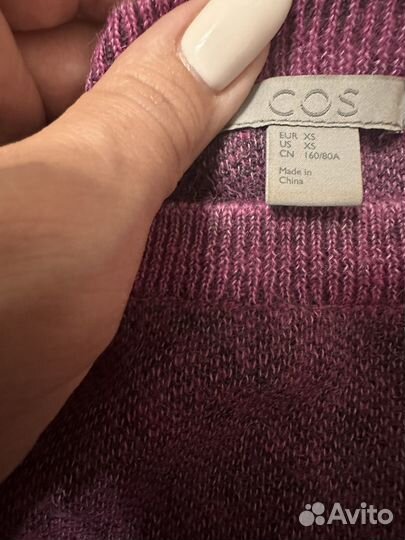 COS
EUR XS
US XS
CN 160/80A
Made in
China
Avito